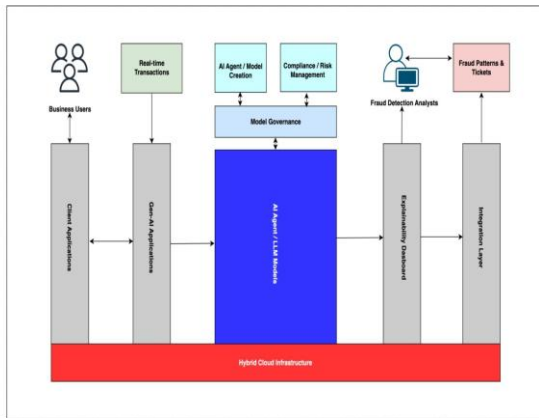 Real-time
Transactions
AI Agent / Model
Creation
Compliance / Risk
Management
Fraud Patterns &
Tickets
Business Users
Fraud Detection Analysts
Model Governance
Client Applications
Gen-AI Applications
AI Agent / LLM Models
Explainability Dasboard
Integration Layer
Hybrid Cloud Infrastructure